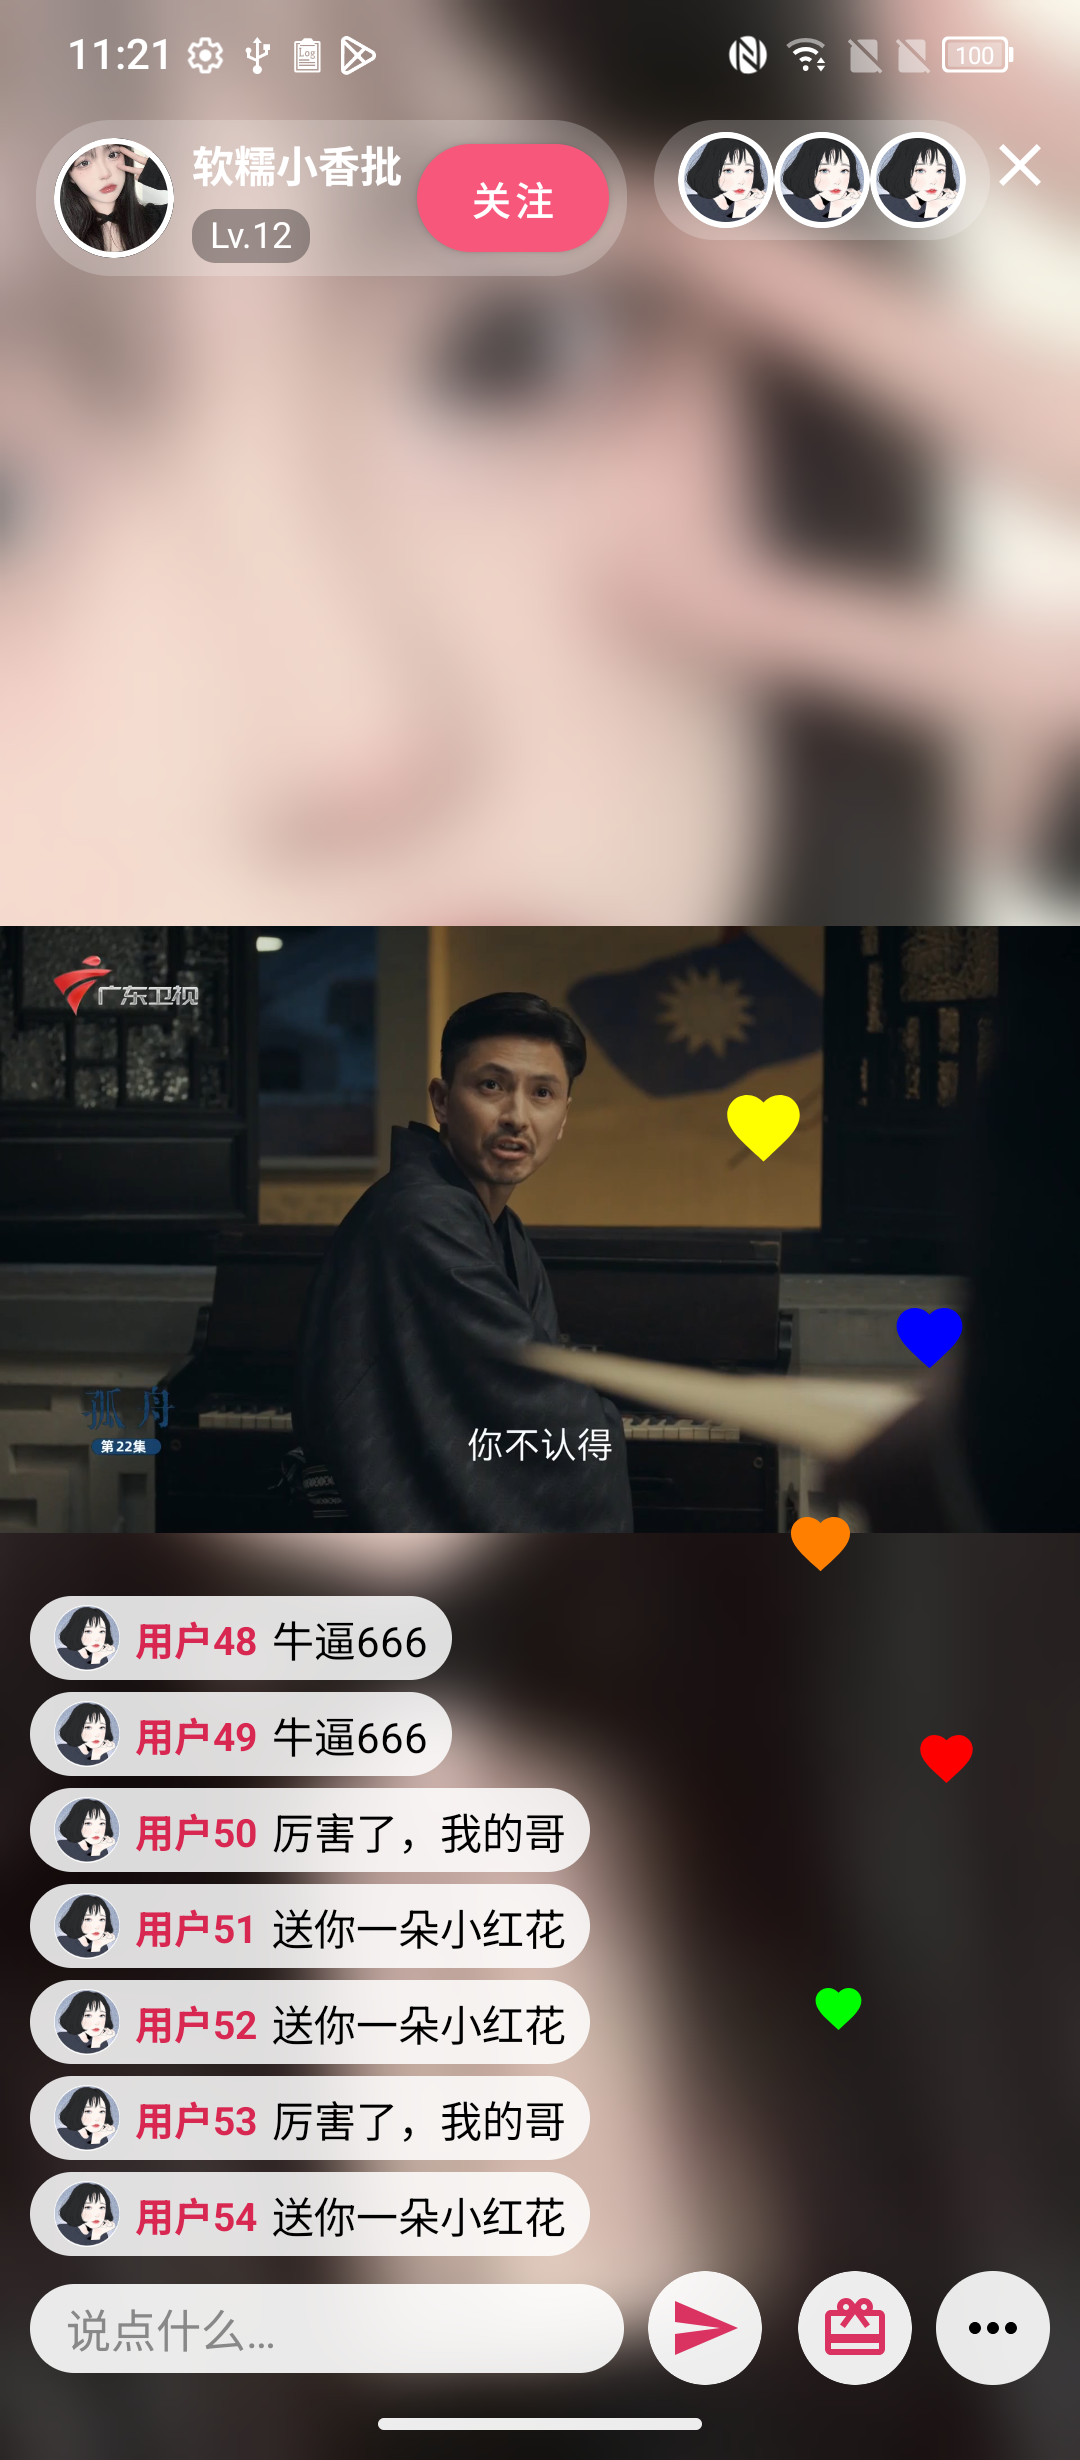 11:21
100
软糯小香批
Lv.12
关注
广东卫视
孤舟
第22集
你不认得
用户48 牛逼666
用户49 牛逼666
用户50 厉害了，我的哥
用户51 送你一朵小红花
用户52 送你一朵小红花
用户53 厉害了，我的哥
用户54 送你一朵小红花
说点什么...